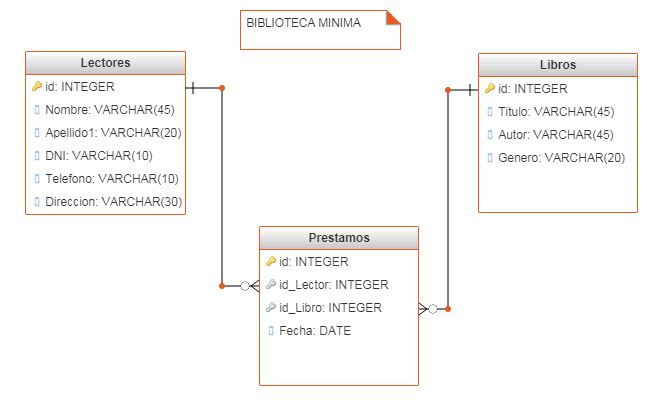 BIBLIOTECA MINIMA
Lectores
id: INTEGER
Nombre: VARCHAR(45)
Apellido1: VARCHAR(20)
DNI: VARCHAR(10)
Telefono: VARCHAR(10)
Direccion: VARCHAR(30)
Libros
id: INTEGER
Titulo: VARCHAR(45)
Autor: VARCHAR(45)
Genero: VARCHAR(20)
Prestamos
id: INTEGER
id_Lector: INTEGER
id_Libro: INTEGER
Fecha: DATE